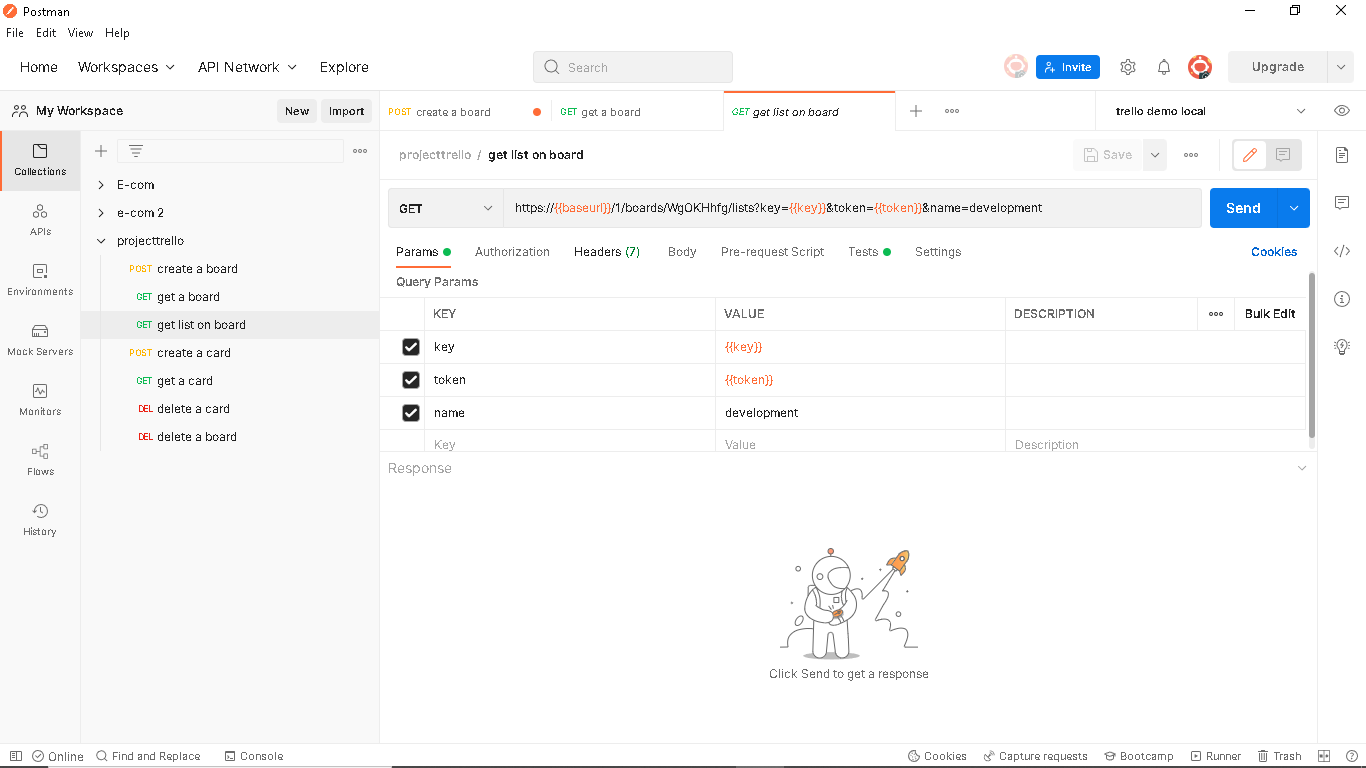 Postman
File Edit View Help
Home Workspaces API Network Explore Search Invite Upgrade
My Workspace New Import
POST create a board GET get a board GET get list on board trello demo local
Collections
APIs
Environments
Mock Servers
Monitors
Flows
History
E-com
e-com 2
projecttrello
POST create a board
GET get a board
GET get list on board
POST create a card
GET get a card
DEL delete a card
DEL delete a board
projecttrello / get list on board Save
GET https://{{baseurl}}/1/boards/WgOKHhfg/lists?key={{key}}&token={{token}}&name=development Send
Params Authorization Headers (7) Body Pre-request Script Tests Settings Cookies
Query Params
KEY VALUE DESCRIPTION Bulk Edit
key {{key}}
token {{token}}
name development
Key Value Description
Response
Click Send to get a response
Online Find and Replace Console Cookies Capture requests Bootcamp Runner Trash